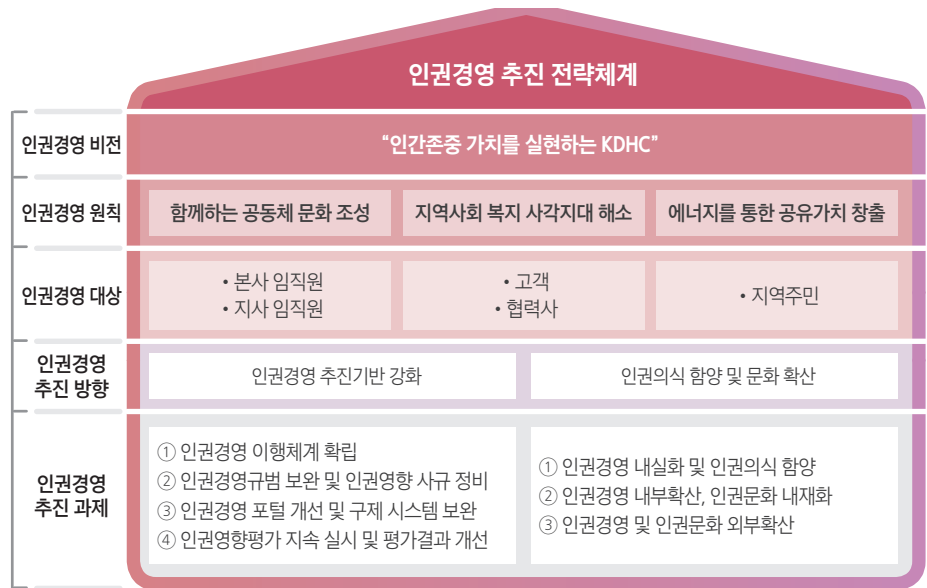 인권경영 추진 전략체계
인권경영 비전
“인간존중 가치를 실현하는 KDHC”
인권경영 원칙
함께하는 공동체 문화 조성
지역사회 복지 사각지대 해소
에너지를 통한 공유가치 창출
인권경영 대상
• 본사 임직원
• 지사 임직원
• 고객
• 협력사
• 지역주민
인권경영
추진 방향
인권경영 추진기반 강화
인권의식 함양 및 문화 확산
인권경영
추진 과제
① 인권경영 이행체계 확립
② 인권경영규범 보완 및 인권영향 사규 정비
③ 인권경영 포털 개선 및 구제 시스템 보완
④ 인권영향평가 지속 실시 및 평가결과 개선
① 인권경영 내실화 및 인권의식 함양
② 인권경영 내부확산, 인권문화 내재화
③ 인권경영 및 인권문화 외부확산